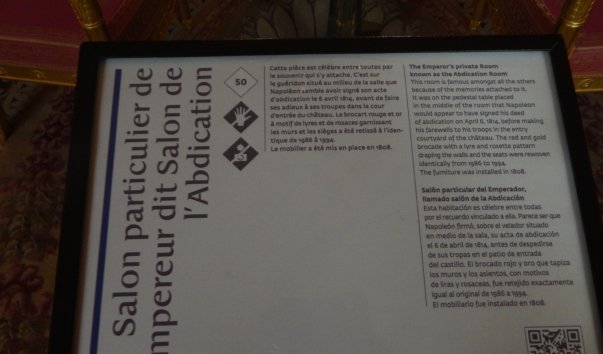 Salon particulier de
mpereur dit Salon de
l'Abdication
50
Cette pièce est célèbre entre toutes par
le souvenir qui s'y attache. C'est sur
le guéridon situé au milieu de la salle que
Napoléon semble avoir signé son acte
d'abdication le 6 avril 1814, avant de faire
ses adieux à ses troupes dans la cour
d'entrée du château. Le brocart rouge et or
à motif de lyres et de rosaces garnissant
les murs et les sièges a été retissé à l'iden-
tique de 1986 à 1994.
Le mobilier a été mis en place en 1808.
The Emperor's private Room
known as the Abdication Room
This room is famous amongst all the others
because of the memories attached to it.
It was on the pedestal table placed
in the middle of the room that Napoleon
would appear to have signed his deed
of abdication on April 6, 1814, before making
his farewells to his troops in the entry
courtyard of the château. The red and gold
brocade with a lyre and rosette pattern
draping the walls and the seats were rewoven
identically from 1986 to 1994.
The furniture was installed in 1808.
Salón particular del Emperador,
llamado salón de la Abdicación
Esta habitación es célebre entre todas
por el recuerdo vinculado a ella. Parece ser que
Napoleón firmó, sobre el velador situado
en medio de la sala, su acta de abdicación
el 6 de abril de 1814, antes de despedirse
de sus tropas en el patio de entrada
del castillo. El brocado rojo y oro que tapiza
los muros y los asientos, con motivos
de liras y rosaceas, fue retejido exactamente
igual al original de 1986 a 1994.
El mobiliario fue instalado en 1808.